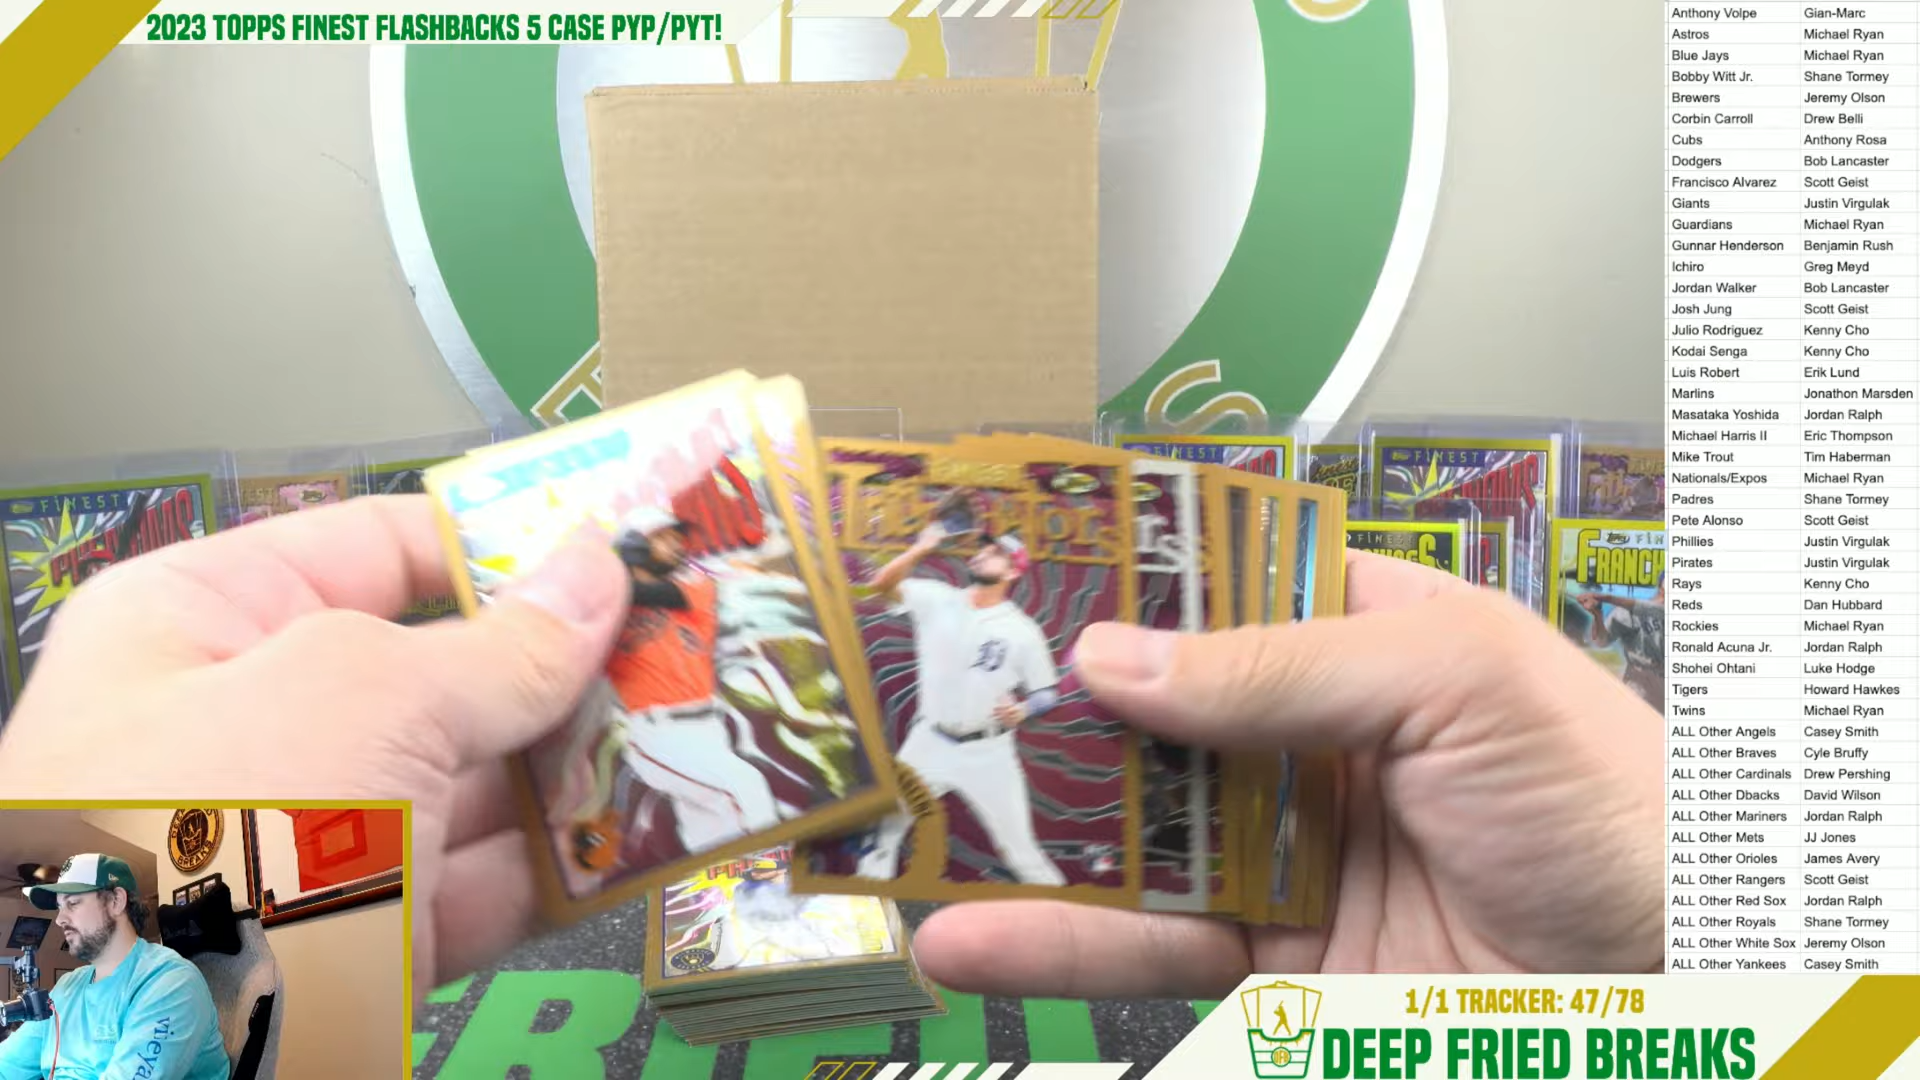 2023 TOPPS FINEST FLASHBACKS 5 CASE PYP/PYT!
Anthony Volpe Gian-Marc
Astros Michael Ryan
Blue Jays Michael Ryan
Bobby Witt Jr. Shane Tormey
Brewers Jeremy Olson
Corbin Carroll Drew Belli
Cubs Anthony Rosa
Dodgers Bob Lancaster
Francisco Alvarez Scott Geist
Giants Justin Virgulak
Guardians Michael Ryan
Gunnar Henderson Benjamin Rush
Ichiro Greg Meyd
Jordan Walker Bob Lancaster
Josh Jung Scott Geist
Julio Rodriguez Kenny Cho
Kodai Senga Kenny Cho
Luis Robert Erik Lund
Marlins Jonathon Marsden
Masataka Yoshida Jordan Ralph
Michael Harris II Eric Thompson
Mike Trout Tim Haberman
Nationals/Expos Michael Ryan
Padres Shane Tormey
Pete Alonso Scott Geist
Phillies Justin Virgulak
Pirates Justin Virgulak
Rays Kenny Cho
Reds Dan Hubbard
Rockies Michael Ryan
Ronald Acuna Jr. Jordan Ralph
Shohei Ohtani Luke Hodge
Tigers Howard Hawkes
Twins Michael Ryan
ALL Other Angels Casey Smith
ALL Other Braves Cyle Bruffy
ALL Other Cardinals Drew Pershing
ALL Other Dbacks David Wilson
ALL Other Mariners Jordan Ralph
ALL Other Mets JJ Jones
ALL Other Orioles James Avery
ALL Other Rangers Scott Geist
ALL Other Red Sox Jordan Ralph
ALL Other Royals Shane Tormey
ALL Other White Sox Jeremy Olson
ALL Other Yankees Casey Smith
FINEST
FINEST
FINEST
FINEST
1/1 TRACKER: 47/78
DEEP FRIED BREAKS